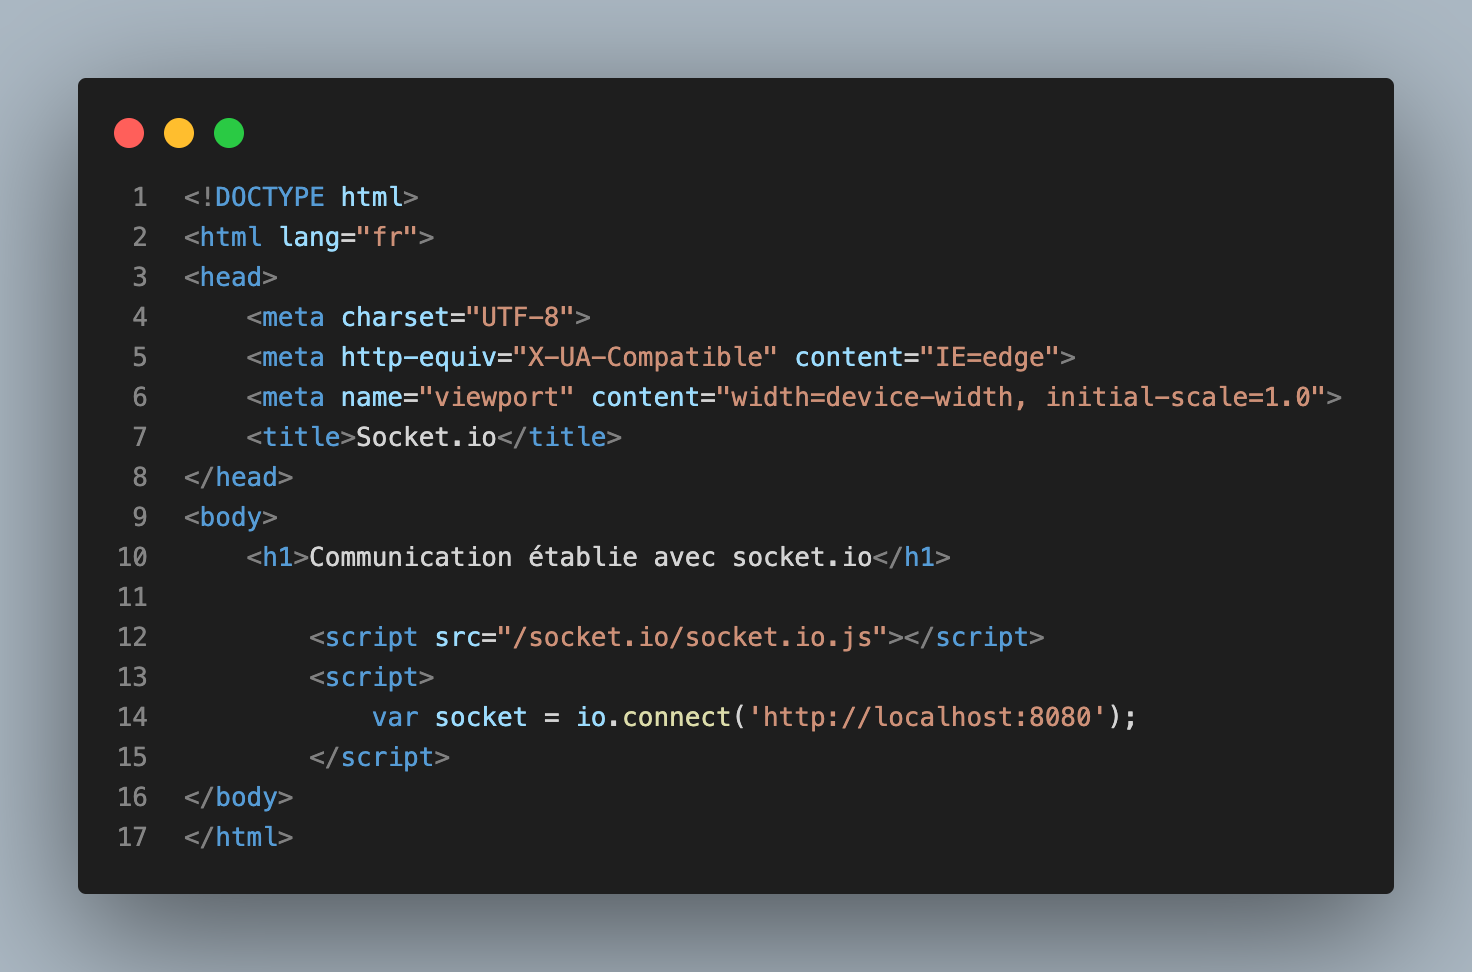 1 <!DOCTYPE html>
2 <html lang="fr">
3 <head>
4     <meta charset="UTF-8">
5     <meta http-equiv="X-UA-Compatible" content="IE=edge">
6     <meta name="viewport" content="width=device-width, initial-scale=1.0">
7     <title>Socket.io</title>
8 </head>
9 <body>
10     <h1>Communication établie avec socket.io</h1>
11
12         <script src="/socket.io/socket.io.js"></script>
13         <script>
14             var socket = io.connect('http://localhost:8080');
15         </script>
16 </body>
17 </html>